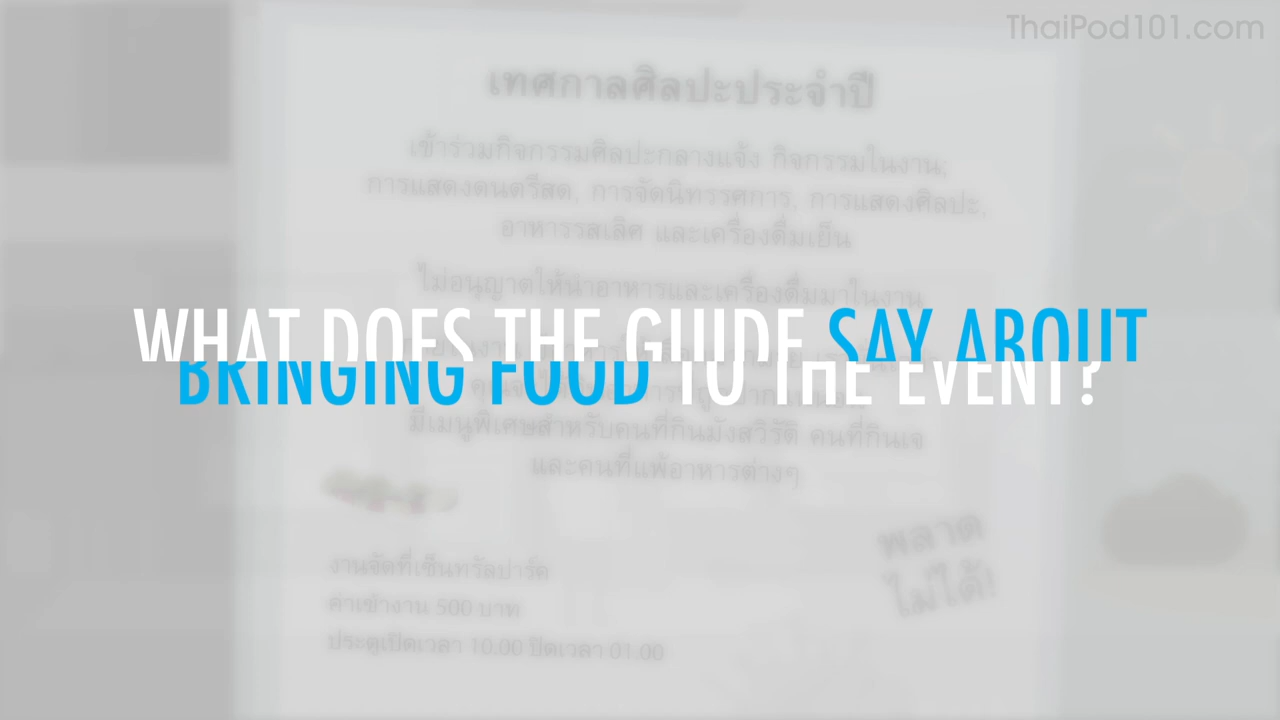 ThaiPod101.com
เทศกาลศิลปะประจำปี
เข้าร่วมกิจกรรมศิลปะกลางแจ้ง กิจกรรมในงาน;
การแสดงดนตรีสด, การจัดนิทรรศการ, การแสดงศิลปะ,
อาหารรสเลิศ และเครื่องดื่มเย็น
ไม่อนุญาตให้นำอาหารและเครื่องดื่มมาในงาน
WHAT DOES THE GUIDE SAY ABOUT
BRINGING FOOD TO THE EVENT?
มีเมนูพิเศษสำหรับคนที่กินมังสวิรัติ คนที่กินเจ
และคนที่แพ้อาหารต่างๆ
พลาด
ไม่ได้!
งานจัดที่เซ็นทรัลปาร์ค
ค่าเข้างาน 500 บาท
ประตูเปิดเวลา 10.00 ปิดเวลา 01.00